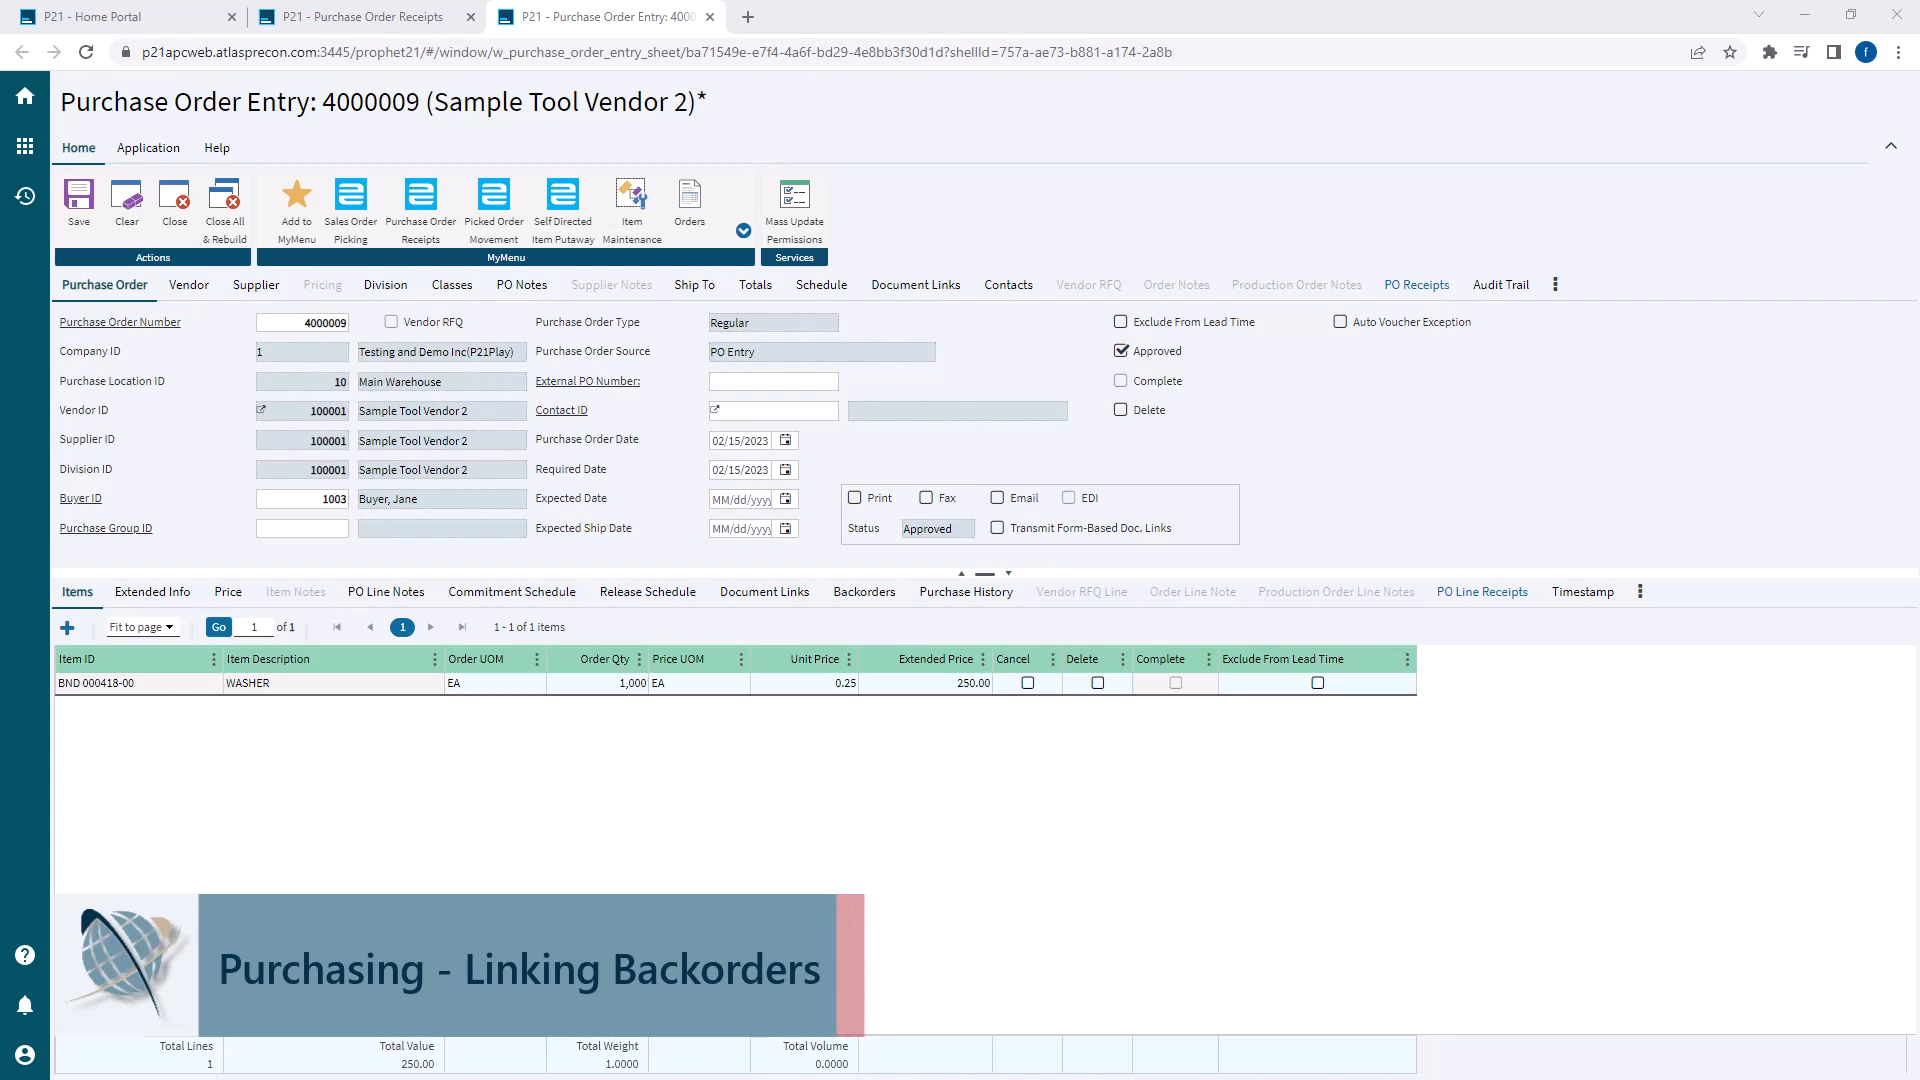 P21 - Home Portal
P21 - Purchase Order Receipts
P21 - Purchase Order Entry: 4000
p21apcweb.atlasprecon.com:3445/prophet21/#/window/w_purchase_order_entry_sheet/ba71549e-e7f4-4a6f-bd29-4e8bb3f30d1d?shellId=757a-ae73-b881-a174-2a8b
f
Purchase Order Entry: 4000009 (Sample Tool Vendor 2)*
Home Application Help
Save Clear Close Close All & Rebuild
Add to MyMenu Sales Order Picking Purchase Order Receipts Picked Order Movement Self Directed Item Putaway Item Maintenance Orders
Mass Update Permissions
Actions MyMenu Services
Purchase Order Vendor Supplier Pricing Division Classes PO Notes Supplier Notes Ship To Totals Schedule Document Links Contacts Vendor RFQ Order Notes Production Order Notes PO Receipts Audit Trail
Purchase Order Number 4000009 Vendor RFQ Purchase Order Type Regular Exclude From Lead Time Auto Voucher Exception
Company ID 1 Testing and Demo Inc(P21Play) Purchase Order Source PO Entry Approved
Purchase Location ID 10 Main Warehouse External PO Number: Complete
Vendor ID 100001 Sample Tool Vendor 2 Contact ID Delete
Supplier ID 100001 Sample Tool Vendor 2 Purchase Order Date 02/15/2023
Division ID 100001 Sample Tool Vendor 2 Required Date 02/15/2023
Buyer ID 1003 Buyer, Jane Expected Date MM/dd/yyyy Print Fax Email EDI
Purchase Group ID Expected Ship Date MM/dd/yyyy Status Approved Transmit Form-Based Doc. Links
Items Extended Info Price Item Notes PO Line Notes Commitment Schedule Release Schedule Document Links Backorders Purchase History Vendor RFQ Line Order Line Note Production Order Line Notes PO Line Receipts Timestamp
Fit to page Go 1 of 1 1 1 - 1 of 1 items
Item ID Item Description Order UOM Order Qty Price UOM Unit Price Extended Price Cancel Delete Complete Exclude From Lead Time
BND 000418-00 WASHER EA 1,000 EA 0.25 250.00
Purchasing - Linking Backorders
Total Lines Total Value Total Weight Total Volume
1 250.00 1.0000 0.0000